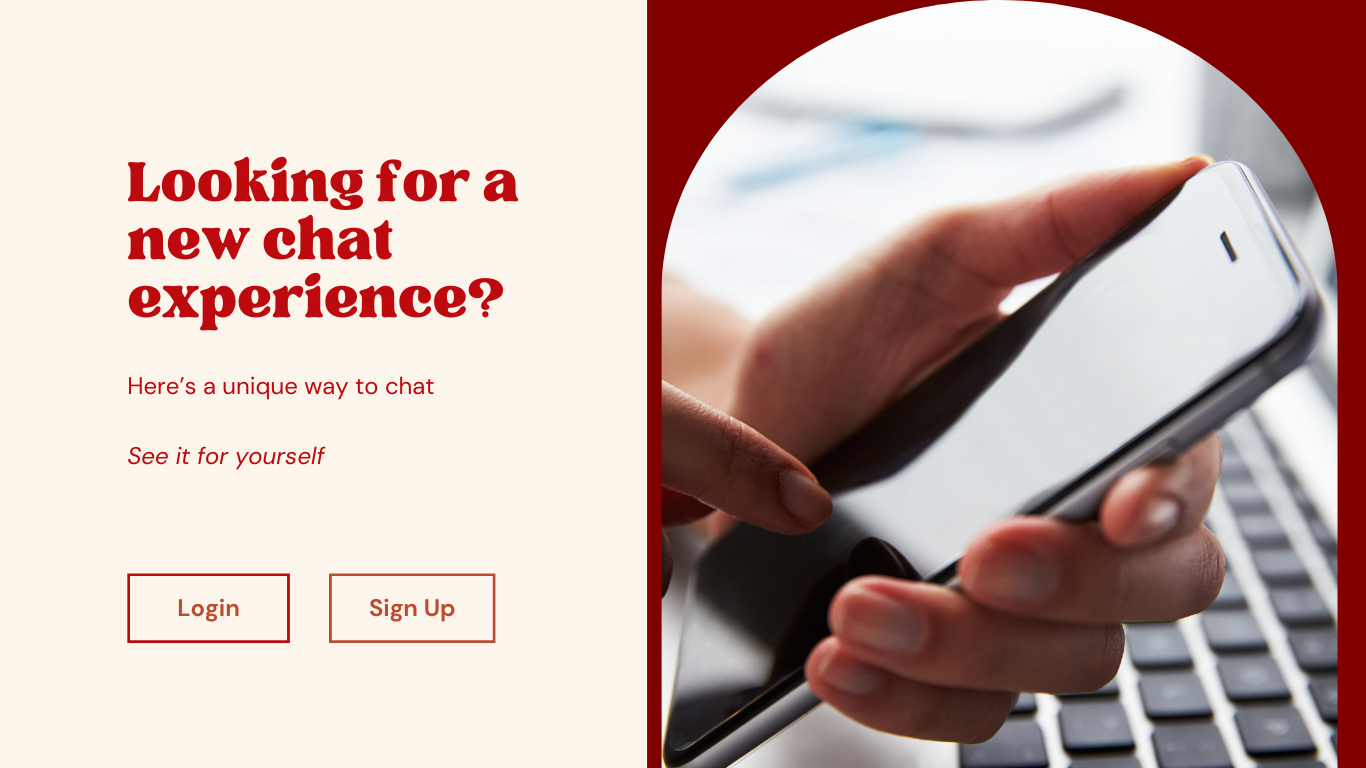 Looking for a
new chat
experience?
Here’s a unique way to chat
See it for yourself
Login
Sign Up